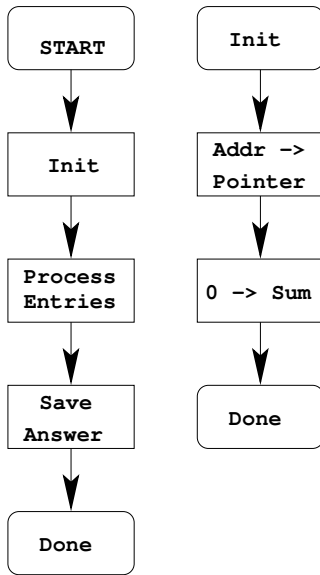 START
Init
Process
Entries
Save
Answer
Done
Init
Addr −>
Pointer
0 −> Sum
Done